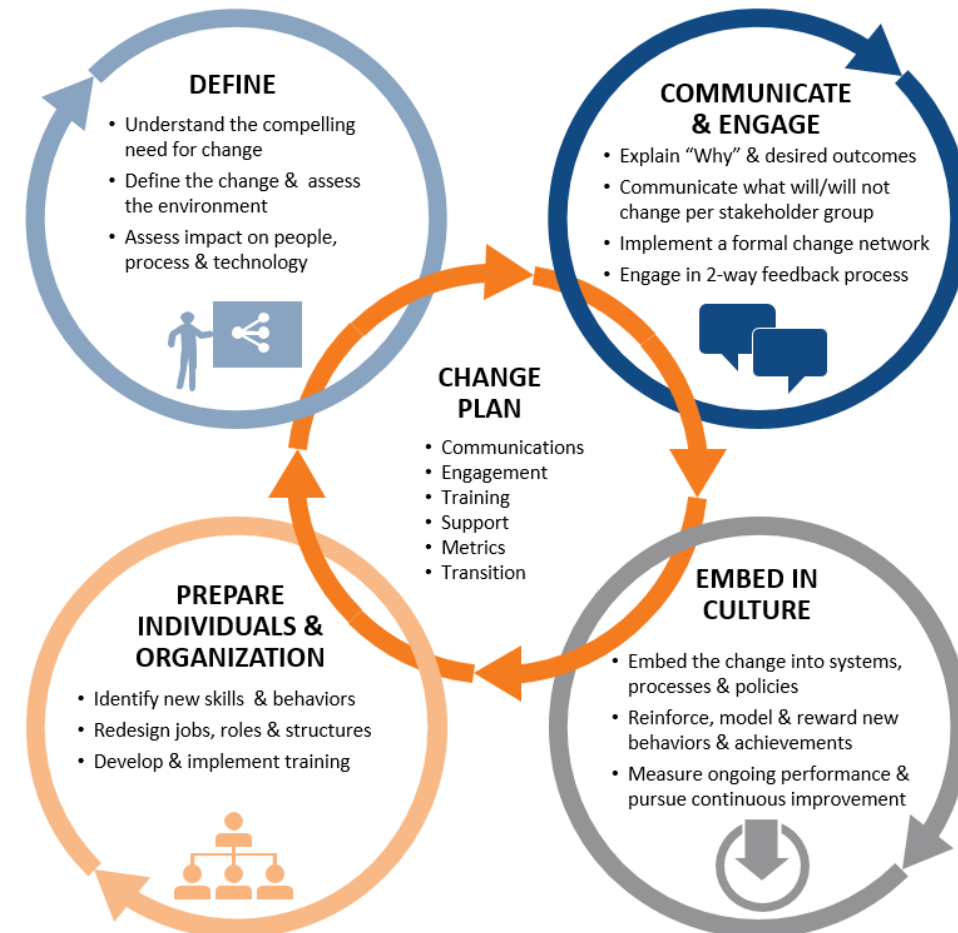 DEFINE
• Understand the compelling
need for change
• Define the change & assess
the environment
• Assess impact on people,
process & technology
COMMUNICATE
& ENGAGE
• Explain “Why” & desired outcomes
• Communicate what will/will not
change per stakeholder group
• Implement a formal change network
• Engage in 2-way feedback process
CHANGE
PLAN
• Communications
• Engagement
• Training
• Support
• Metrics
• Transition
PREPARE
INDIVIDUALS &
ORGANIZATION
• Identify new skills & behaviors
• Redesign jobs, roles & structures
• Develop & implement training
EMBED IN
CULTURE
• Embed the change into systems,
processes & policies
• Reinforce, model & reward new
behaviors & achievements
• Measure ongoing performance &
pursue continuous improvement